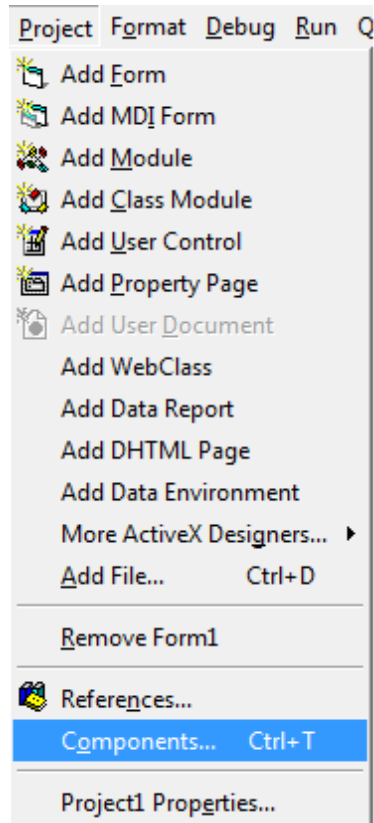 Project Format Debug Run Q
Add Form
Add MDI Form
Add Module
Add Class Module
Add User Control
Add Property Page
Add User Document
Add WebClass
Add Data Report
Add DHTML Page
Add Data Environment
More ActiveX Designers...
Add File... Ctrl+D
Remove Form1
References...
Components... Ctrl+T
Project1 Properties...